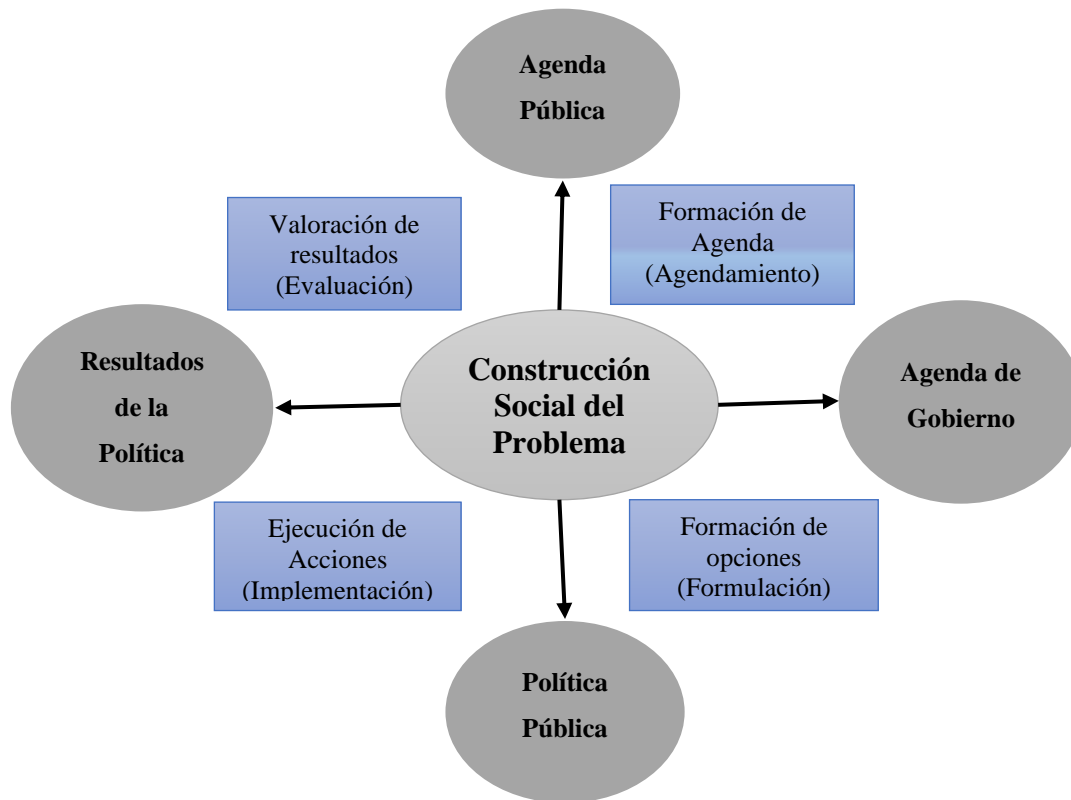 Agenda
Pública
Valoración de
resultados
(Evaluación)
Formación de
Agenda
(Agendamiento)
Resultados
de la
Política
Construcción
Social del
Problema
Agenda de
Gobierno
Ejecución de
Acciones
(Implementación)
Formación de
opciones
(Formulación)
Política
Pública